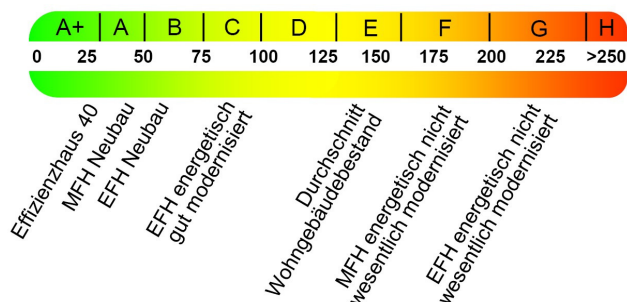 A+ A B C D E F G H
0 25 50 75 100 125 150 175 200 225 >250
Effizienzhaus 40
MFH Neubau
EFH Neubau
EFH energetisch
gut modernisiert
Durchschnitt
Wohngebäudebestand
MFH energetisch nicht
wesentlich modernisiert
EFH energetisch nicht
wesentlich modernisiert